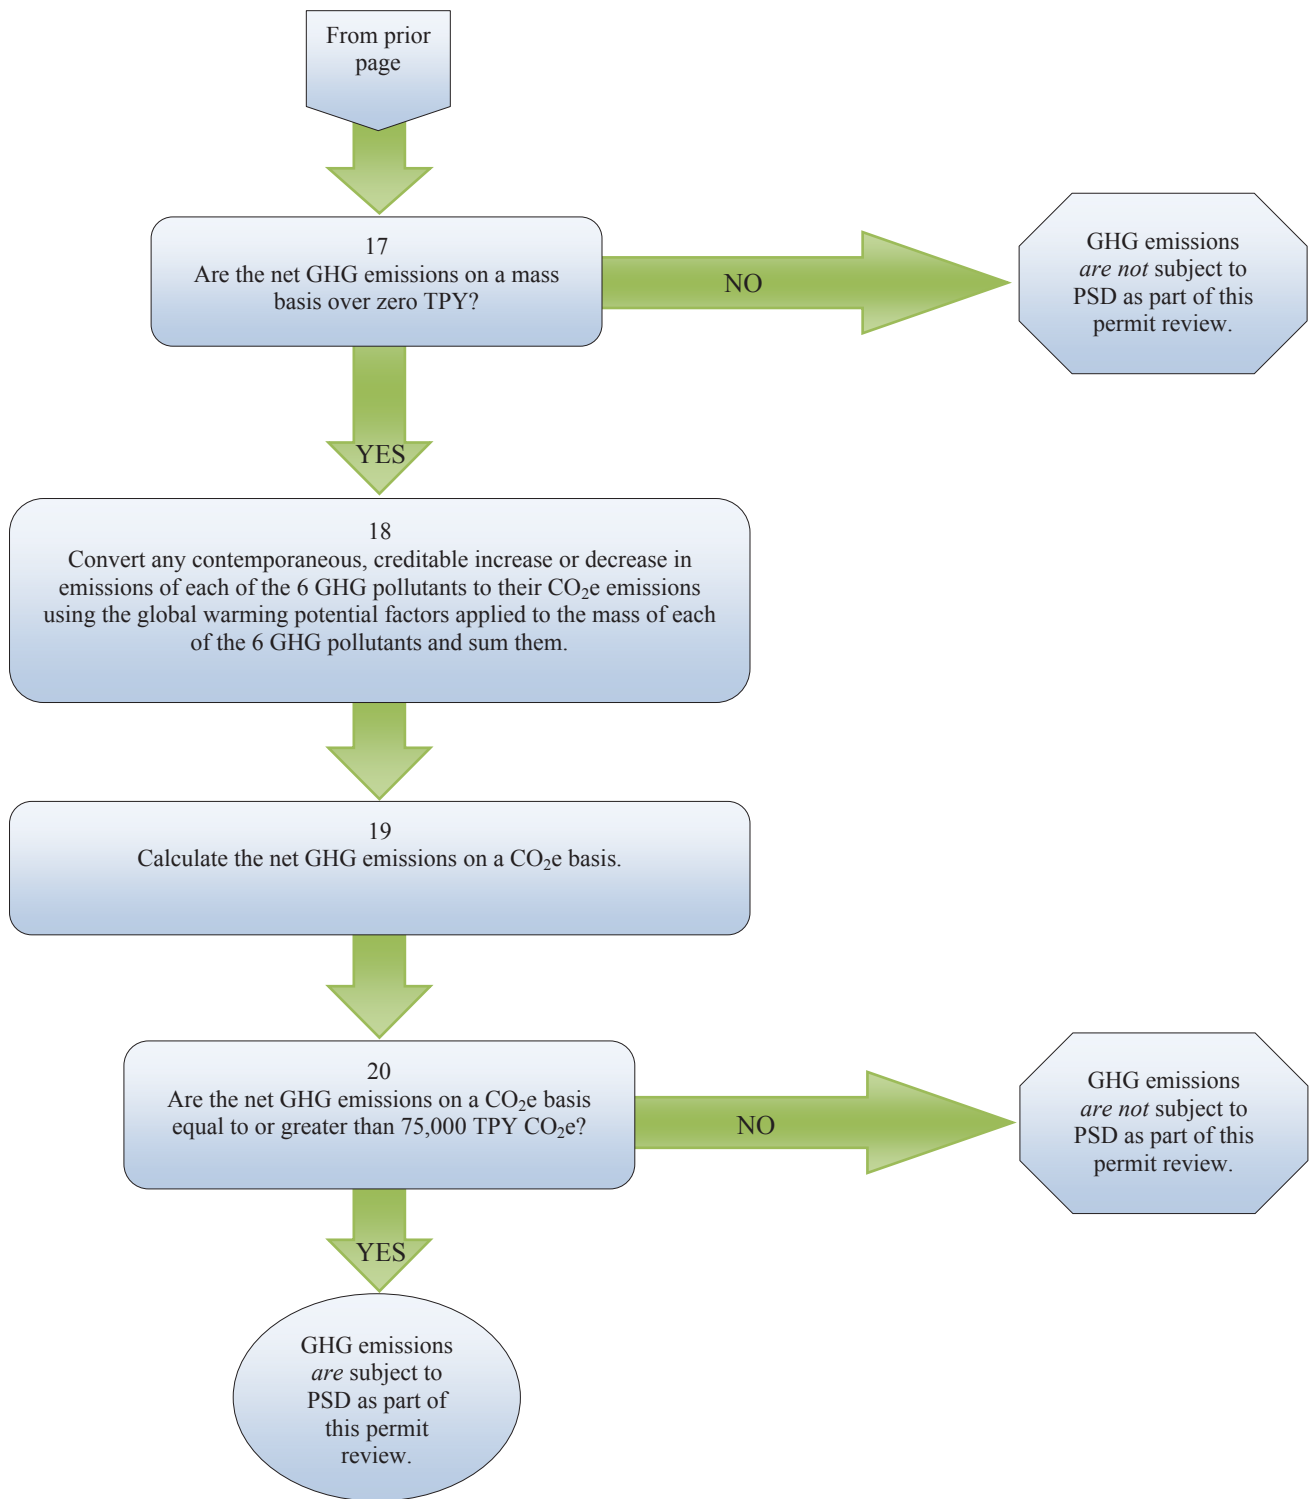 From prior
page
17
Are the net GHG emissions on a mass
basis over zero TPY?
NO
GHG emissions
are not subject to
PSD as part of this
permit review.
YES
18
Convert any contemporaneous, creditable increase or decrease in
emissions of each of the 6 GHG pollutants to their CO₂e emissions
using the global warming potential factors applied to the mass of each
of the 6 GHG pollutants and sum them.
19
Calculate the net GHG emissions on a CO₂e basis.
20
Are the net GHG emissions on a CO₂e basis
equal to or greater than 75,000 TPY CO₂e?
NO
GHG emissions
are not subject to
PSD as part of this
permit review.
YES
GHG emissions
are subject to
PSD as part of
this permit
review.